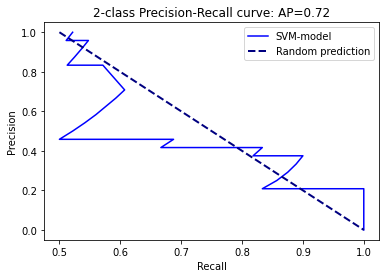 2-class Precision-Recall curve: AP=0.72
SVM-model
Random prediction
Precision
1.0
0.8
0.6
0.4
0.2
0.0
0.5 0.6 0.7 0.8 0.9 1.0
Recall